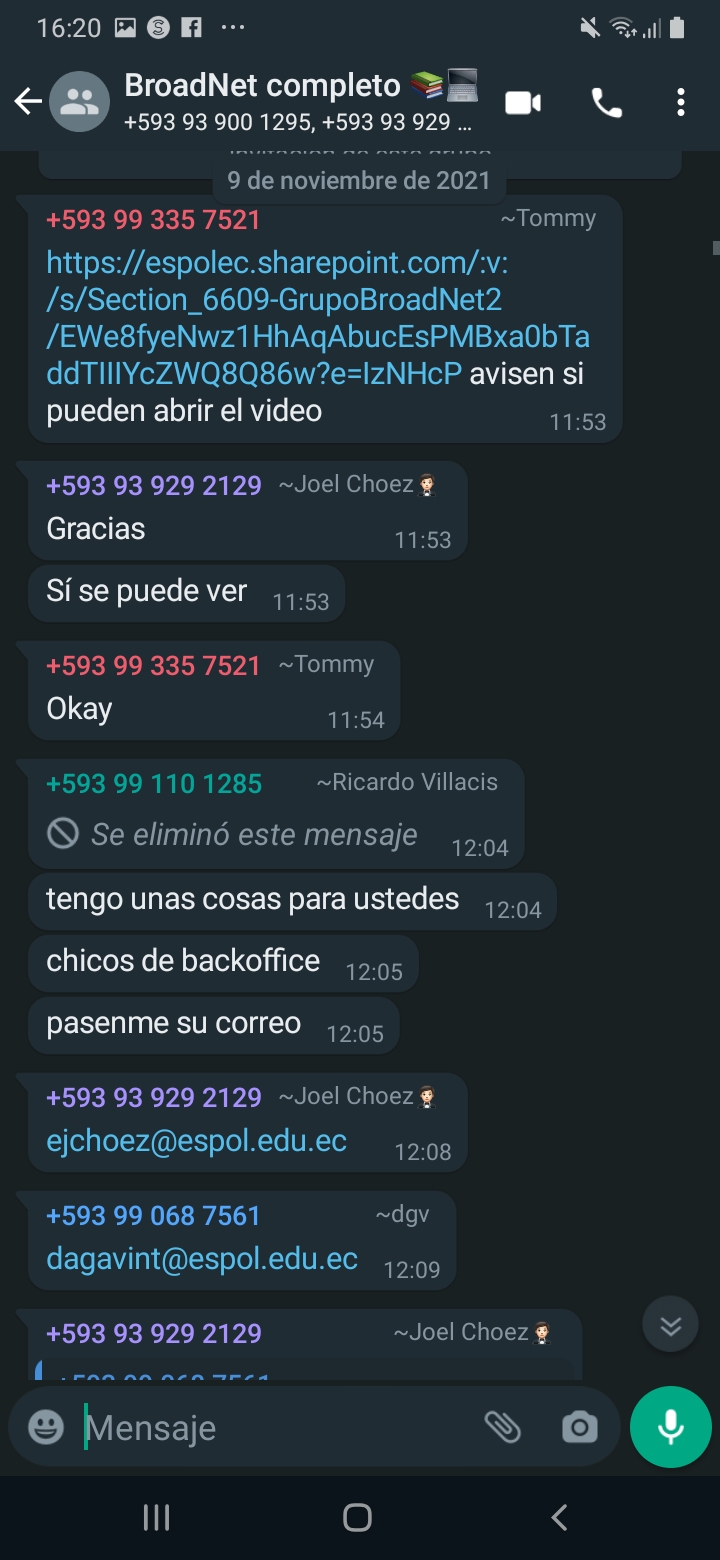 16:20
BroadNet completo
+593 93 900 1295, +593 93 929 ...
9 de noviembre de 2021
+593 99 335 7521 ~Tommy
https://espolec.sharepoint.com/:v:
/s/Section_6609-GrupoBroadNet2
/EWe8fyeNwz1HhAqAbucEsPMBxa0bTa
ddTIIIYcZWQ8Q86w?e=IzNHcP avisen si
pueden abrir el video 11:53
+593 93 929 2129 ~Joel Choez
Gracias 11:53
Sí se puede ver 11:53
+593 99 335 7521 ~Tommy
Okay 11:54
+593 99 110 1285 ~Ricardo Villacis
Se eliminó este mensaje 12:04
tengo unas cosas para ustedes 12:04
chicos de backoffice 12:05
pasenme su correo 12:05
+593 93 929 2129 ~Joel Choez
ejchoez@espol.edu.ec 12:08
+593 99 068 7561 ~dgv
dagavint@espol.edu.ec 12:09
+593 93 929 2129 ~Joel Choez
Mensaje